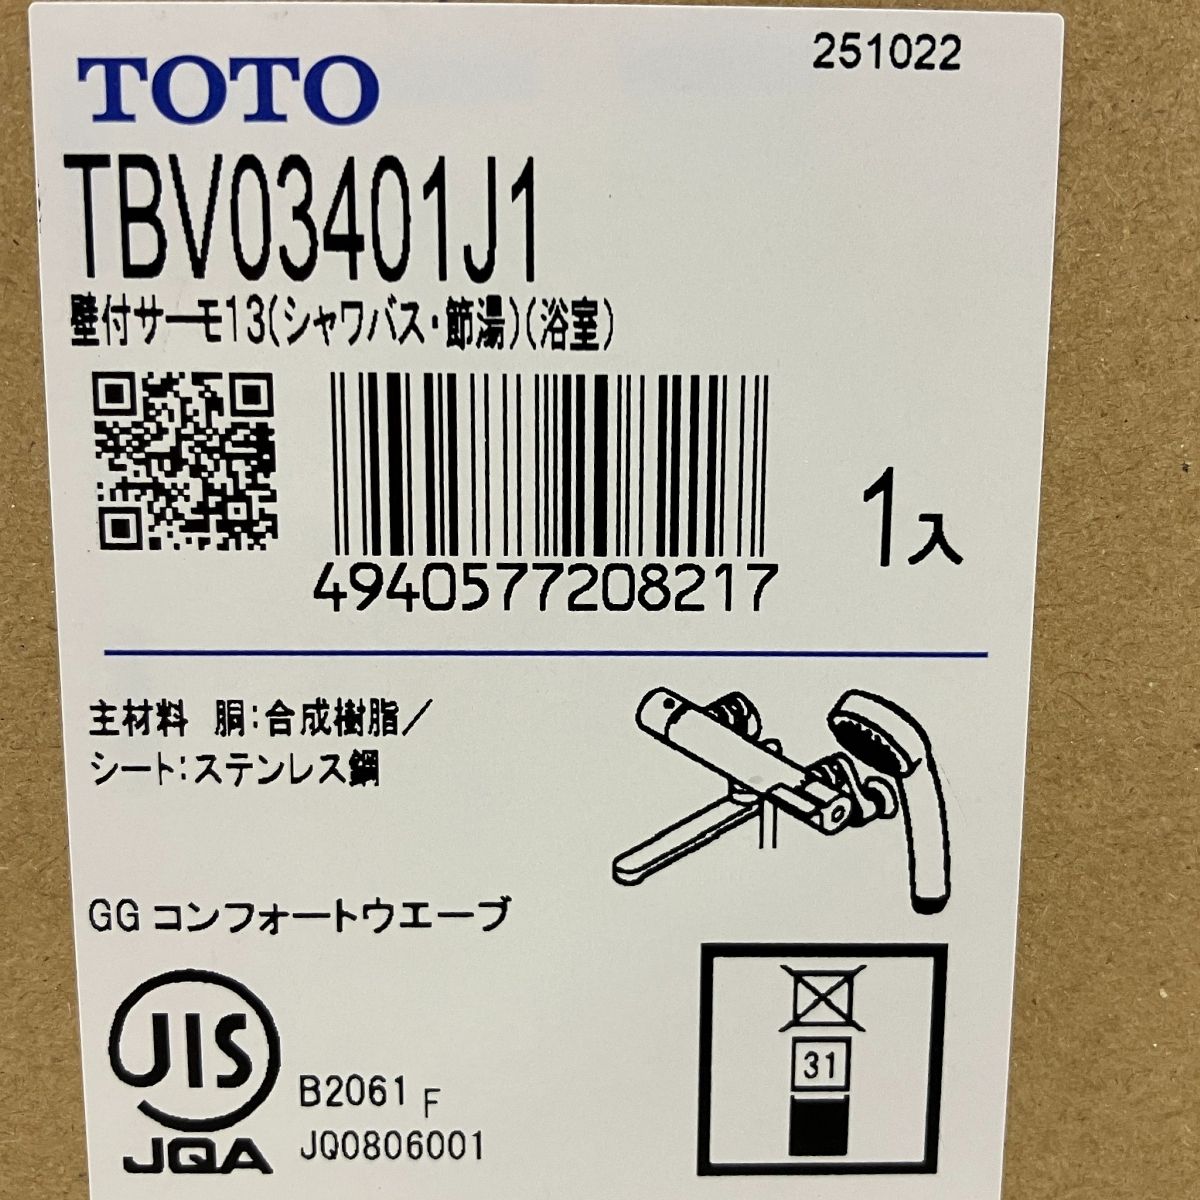 TOTO
251022
TBV03401J1
壁付サーモ13(シャワバス・節湯)(浴室)
4940577208217
1入
主材料 胴:合成樹脂/
シート:ステンレス鋼
GG コンフォートウエーブ
JIS
JQA
B2061 F
JQ0806001
31